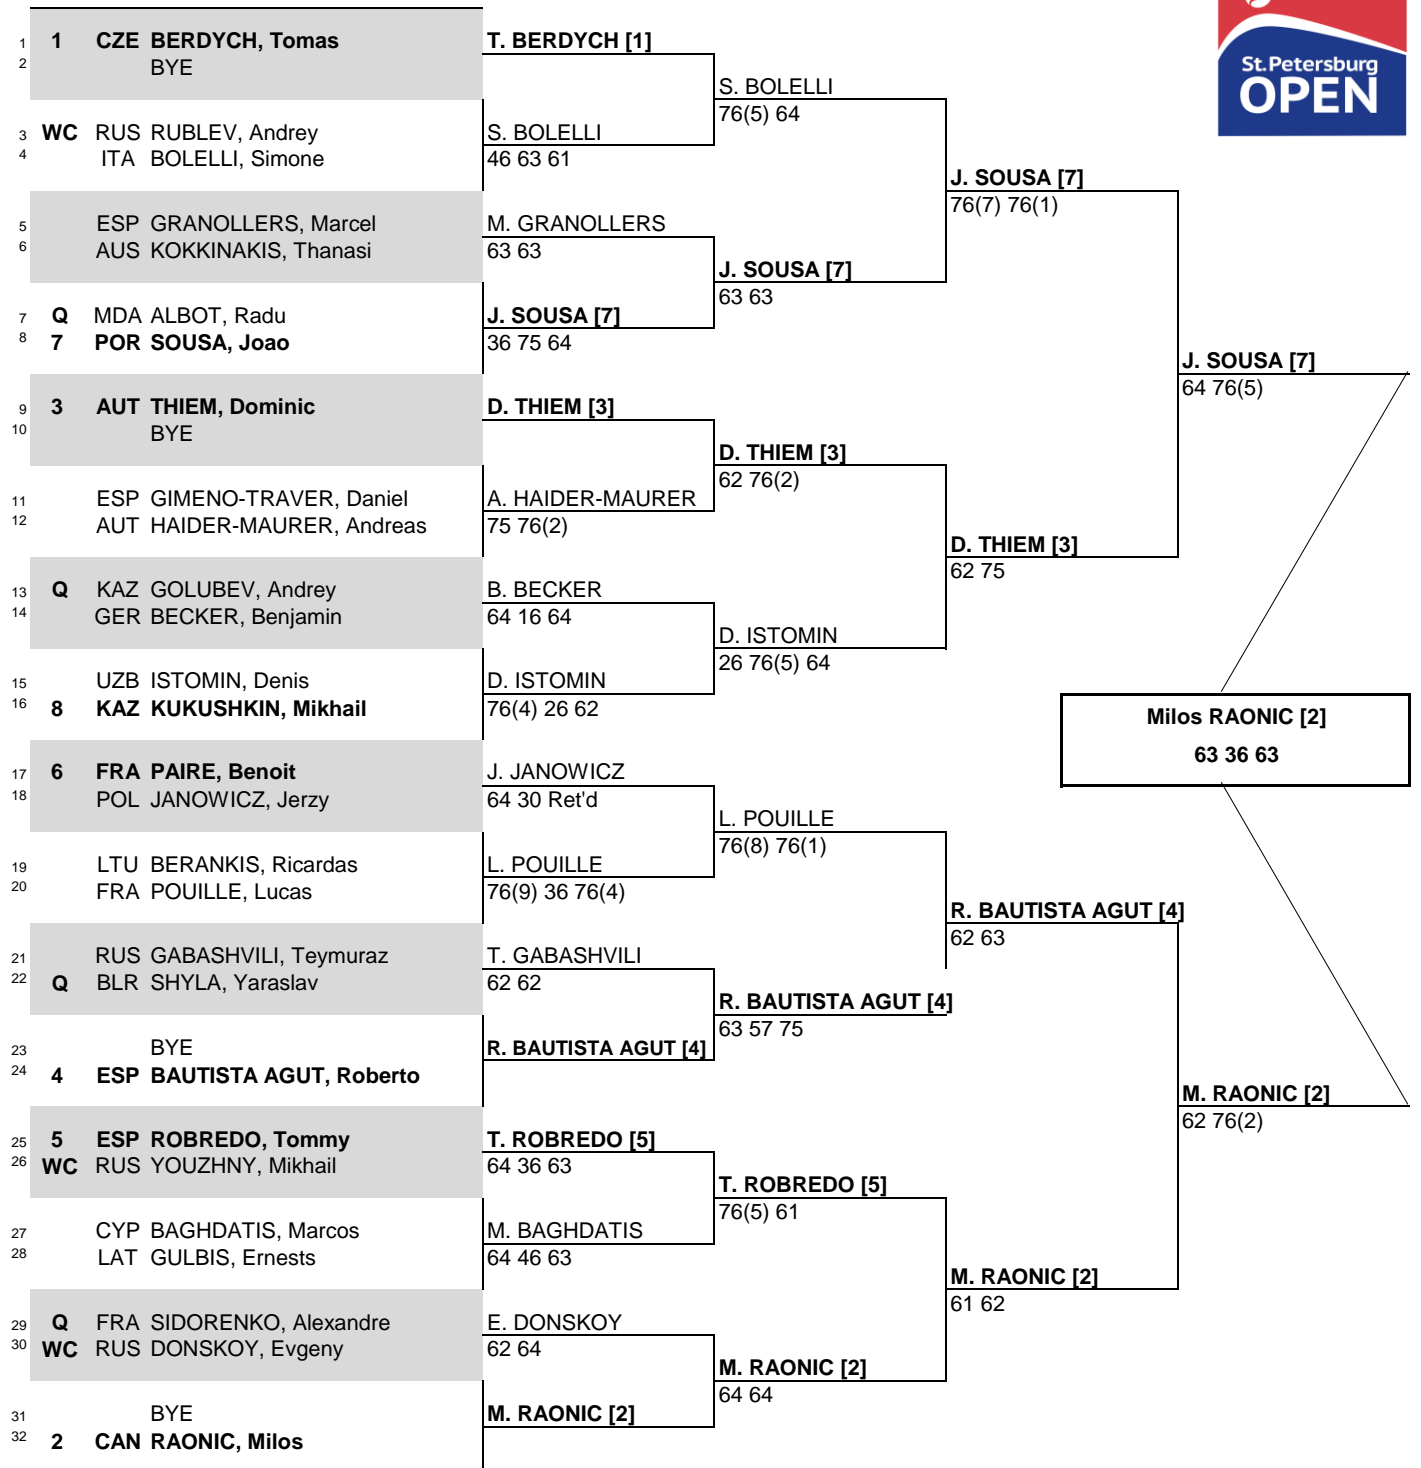 St.Petersburg
OPEN
1 1 CZE BERDYCH, Tomas
2 BYE
3 WC RUS RUBLEV, Andrey
4 ITA BOLELLI, Simone
5 ESP GRANOLLERS, Marcel
6 AUS KOKKINAKIS, Thanasi
7 Q MDA ALBOT, Radu
8 7 POR SOUSA, Joao
9 3 AUT THIEM, Dominic
10 BYE
11 ESP GIMENO-TRAVER, Daniel
12 AUT HAIDER-MAURER, Andreas
13 Q KAZ GOLUBEV, Andrey
14 GER BECKER, Benjamin
15 UZB ISTOMIN, Denis
16 8 KAZ KUKUSHKIN, Mikhail
17 6 FRA PAIRE, Benoit
18 POL JANOWICZ, Jerzy
19 LTU BERANKIS, Ricardas
20 FRA POUILLE, Lucas
21 RUS GABASHVILI, Teymuraz
22 Q BLR SHYLA, Yaraslav
23 BYE
24 4 ESP BAUTISTA AGUT, Roberto
25 5 ESP ROBREDO, Tommy
26 WC RUS YOUZHNY, Mikhail
27 CYP BAGHDATIS, Marcos
28 LAT GULBIS, Ernests
29 Q FRA SIDORENKO, Alexandre
30 WC RUS DONSKOY, Evgeny
31 BYE
32 2 CAN RAONIC, Milos
T. BERDYCH [1]
S. BOLELLI
46 63 61
M. GRANOLLERS
63 63
J. SOUSA [7]
36 75 64
D. THIEM [3]
A. HAIDER-MAURER
75 76(2)
B. BECKER
64 16 64
D. ISTOMIN
76(4) 26 62
J. JANOWICZ
64 30 Ret'd
L. POUILLE
76(9) 36 76(4)
T. GABASHVILI
62 62
R. BAUTISTA AGUT [4]
T. ROBREDO [5]
64 36 63
M. BAGHDATIS
64 46 63
E. DONSKOY
62 64
M. RAONIC [2]
S. BOLELLI
76(5) 64
J. SOUSA [7]
63 63
D. THIEM [3]
62 76(2)
D. ISTOMIN
26 76(5) 64
L. POUILLE
76(8) 76(1)
R. BAUTISTA AGUT [4]
63 57 75
T. ROBREDO [5]
76(5) 61
M. RAONIC [2]
64 64
J. SOUSA [7]
76(7) 76(1)
D. THIEM [3]
62 75
R. BAUTISTA AGUT [4]
62 63
M. RAONIC [2]
61 62
J. SOUSA [7]
64 76(5)
M. RAONIC [2]
62 76(2)
Milos RAONIC [2]
63 36 63